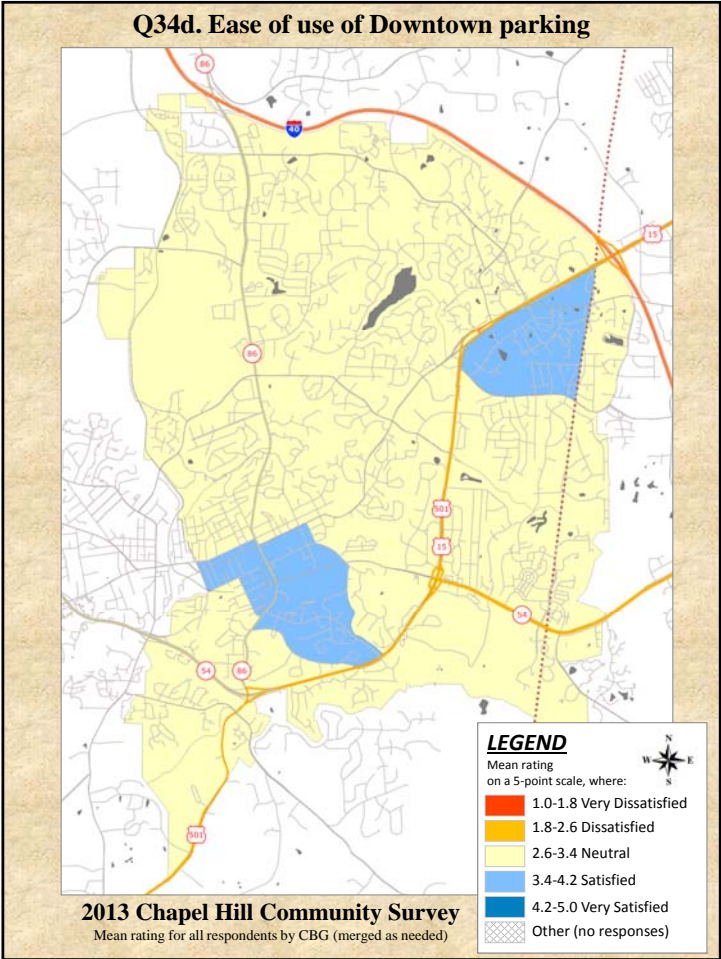 Q34d. Ease of use of Downtown parking
86
40
15
86
501
15
54
54
86
501
LEGEND
Mean rating
on a 5-point scale, where:
N
W E
S
1.0-1.8 Very Dissatisfied
1.8-2.6 Dissatisfied
2.6-3.4 Neutral
3.4-4.2 Satisfied
4.2-5.0 Very Satisfied
Other (no responses)
2013 Chapel Hill Community Survey
Mean rating for all respondents by CBG (merged as needed)